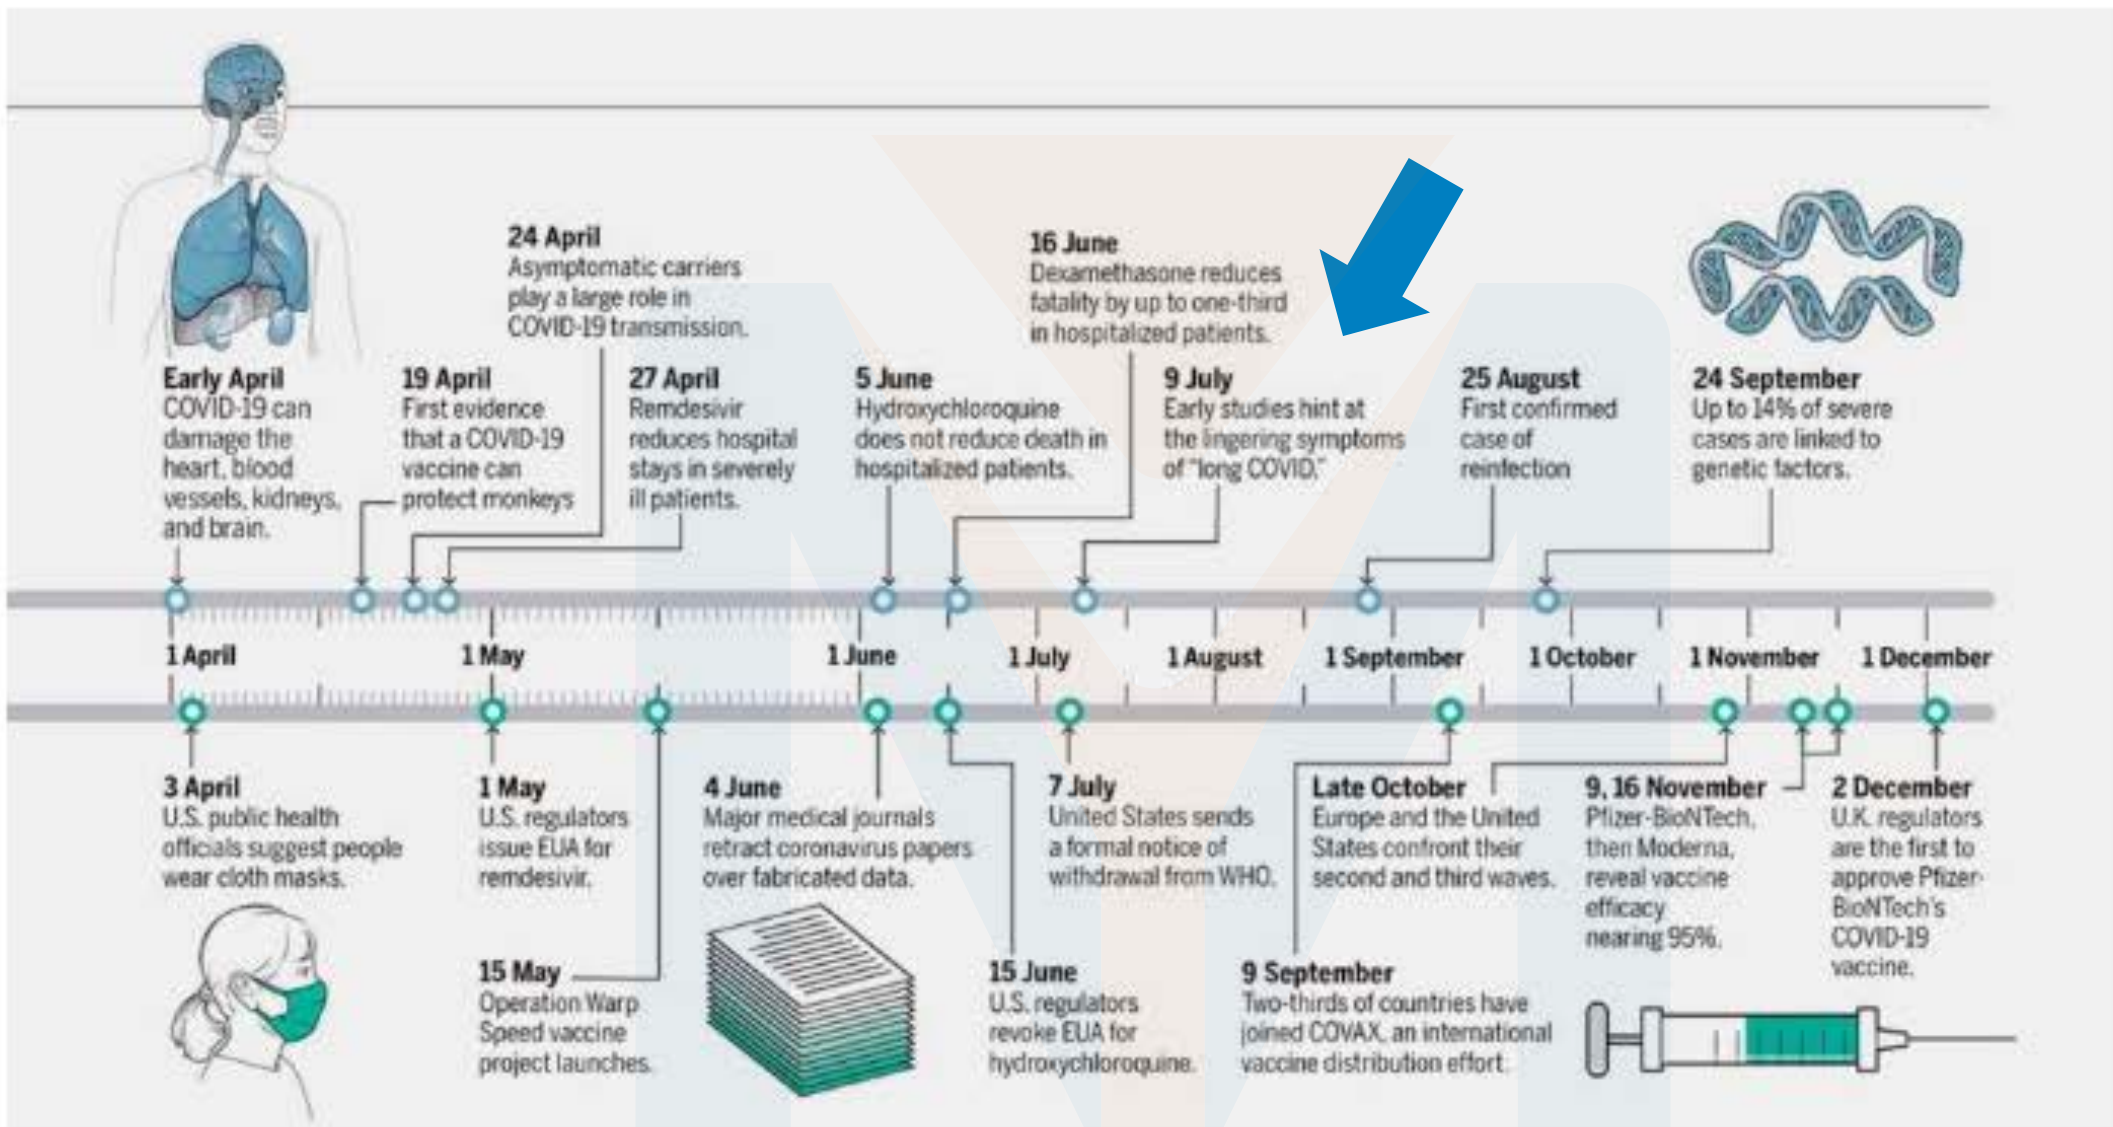 24 April
Asymptomatic carriers
play a large role in
COVID-19 transmission.
16 June
Dexamethasone reduces
fatality by up to one-third
in hospitalized patients.
Early April
COVID-19 can
damage the
heart, blood
vessels, kidneys,
and brain.
19 April
First evidence
that a COVID-19
vaccine can
protect monkeys
27 April
Remdesivir
reduces hospital
stays in severely
ill patients.
5 June
Hydroxychloroquine
does not reduce death in
hospitalized patients.
9 July
Early studies hint at
the lingering symptoms
of "long COVID."
25 August
First confirmed
case of
reinfection
24 September
Up to 14% of severe
cases are linked to
genetic factors.
1 April
1 May
1 June
1 July
1 August
1 September
1 October
1 November
1 December
3 April
U.S. public health
officials suggest people
wear cloth masks.
1 May
U.S. regulators
issue EUA for
remdesivir.
15 May
Operation Warp
Speed vaccine
project launches.
4 June
Major medical journals
retract coronavirus papers
over fabricated data.
15 June
U.S. regulators
revoke EUA for
hydroxychloroquine.
7 July
United States sends
a formal notice of
withdrawal from WHO.
9 September
Two-thirds of countries have
joined COVAX, an international
vaccine distribution effort.
Late October
Europe and the United
States confront their
second and third waves.
9, 16 November
Pfizer-BioNTech,
then Moderna,
reveal vaccine
efficacy
nearing 95%.
2 December
U.K. regulators
are the first to
approve Pfizer-
BioNTech's
COVID-19
vaccine.